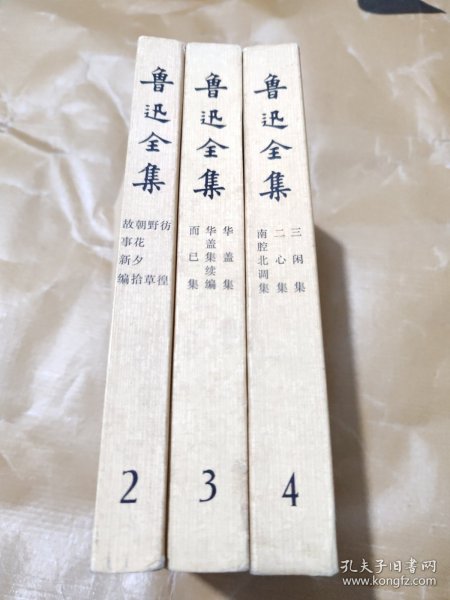 鲁迅全集
彷徨
野草
朝花夕拾
故事新编
2
鲁迅全集
华盖集
华盖集续编
而已集
3
鲁迅全集
三闲集
二心集
南腔北调集
4
孔夫子旧书网
www.kongfz.com